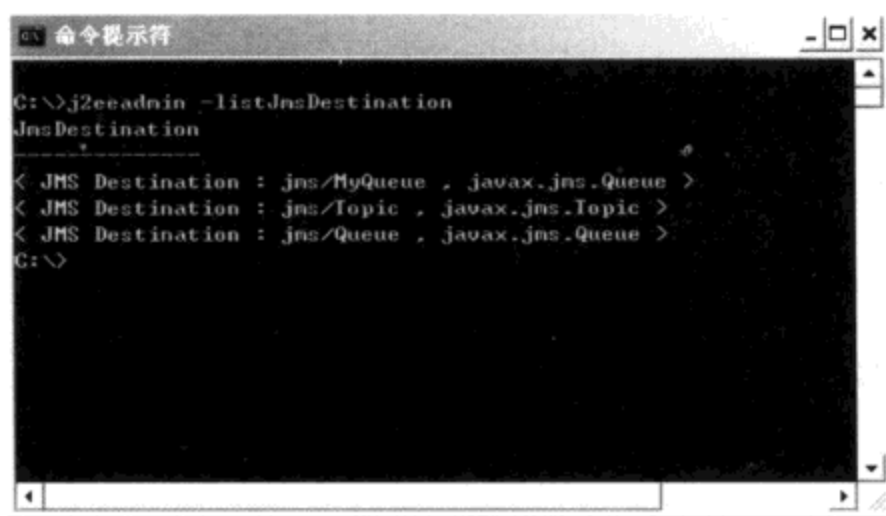 命令提示符
C:\>j2eeadmin -listJmsDestination
JmsDestination
---------------
< JMS Destination : jms/MyQueue , javax.jms.Queue >
< JMS Destination : jms/Topic , javax.jms.Topic >
< JMS Destination : jms/Queue , javax.jms.Queue >
C:\>